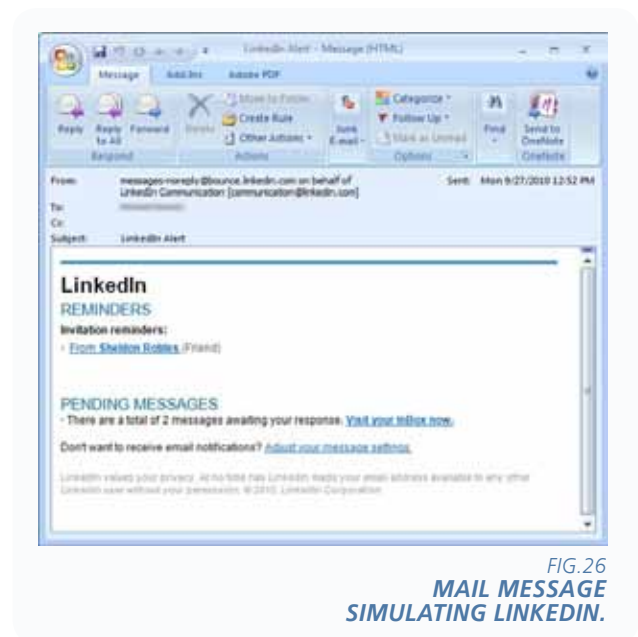 LinkedIn Alert - Message (HTML)
Message Add-Ins Adobe PDF
Reply Reply to All Forward Delete Move to Folder Create Rule Other Actions Junk E-mail Categorize Follow Up Mark as Unread Find Send to OneNote
Respond Actions Options OneNote
From: messages-noreply@bounce.linkedin.com on behalf of Sent: Mon 9/27/2010 12:52 PM
LinkedIn Communication [communication@linkedin.com]
To:
Cc:
Subject: LinkedIn Alert
LinkedIn
REMINDERS
Invitation reminders:
· From Sheldon Robles (Friend)
PENDING MESSAGES
· There are a total of 2 messages awaiting your response. Visit your InBox now.
Don't want to receive email notifications? Adjust your message settings.
LinkedIn values your privacy. At no time has LinkedIn made your email address available to any other
LinkedIn user without your permission. © 2010, LinkedIn Corporation.
FIG.26
MAIL MESSAGE
SIMULATING LINKEDIN.